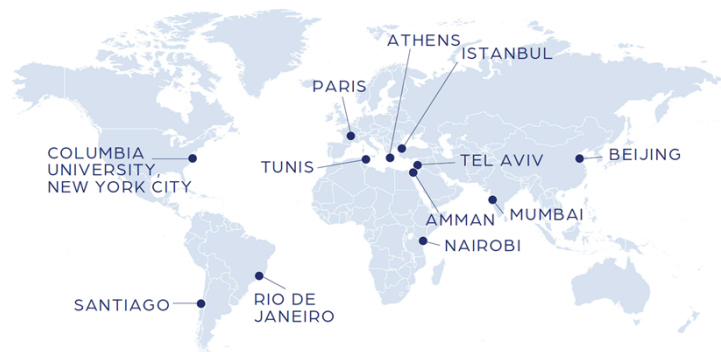 ATHENS
ISTANBUL
PARIS
COLUMBIA
UNIVERSITY,
NEW YORK CITY
TUNIS
TEL AVIV
BEIJING
AMMAN
MUMBAI
NAIROBI
SANTIAGO
RIO DE
JANEIRO